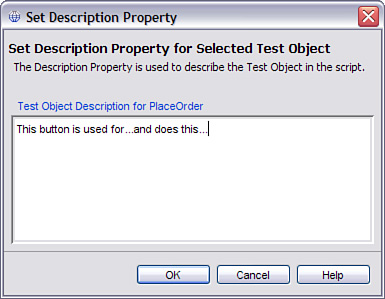 Set Description Property
Set Description Property for Selected Test Object
The Description Property is used to describe the Test Object in the script.
Test Object Description for PlaceOrder
This button is used for...and does this...
OK Cancel Help